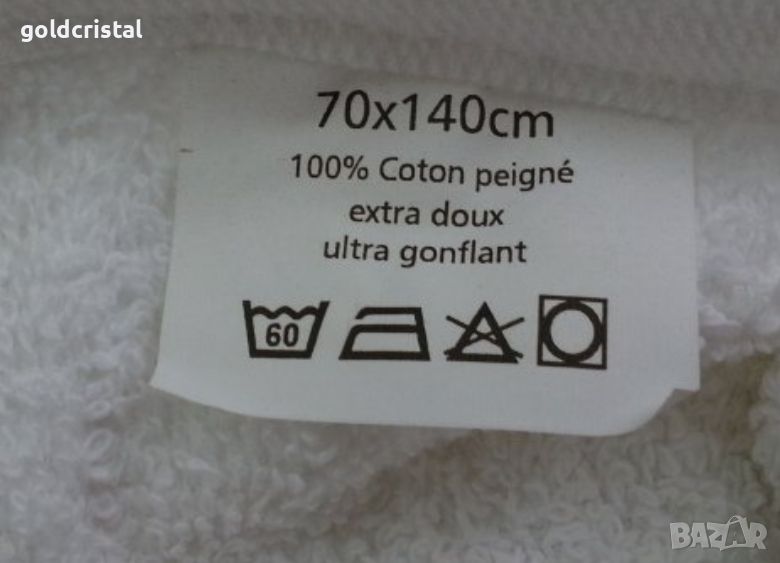 goldcristal
70x140cm
100% Coton peigné
extra doux
ultra gonflant
60
BAZAR